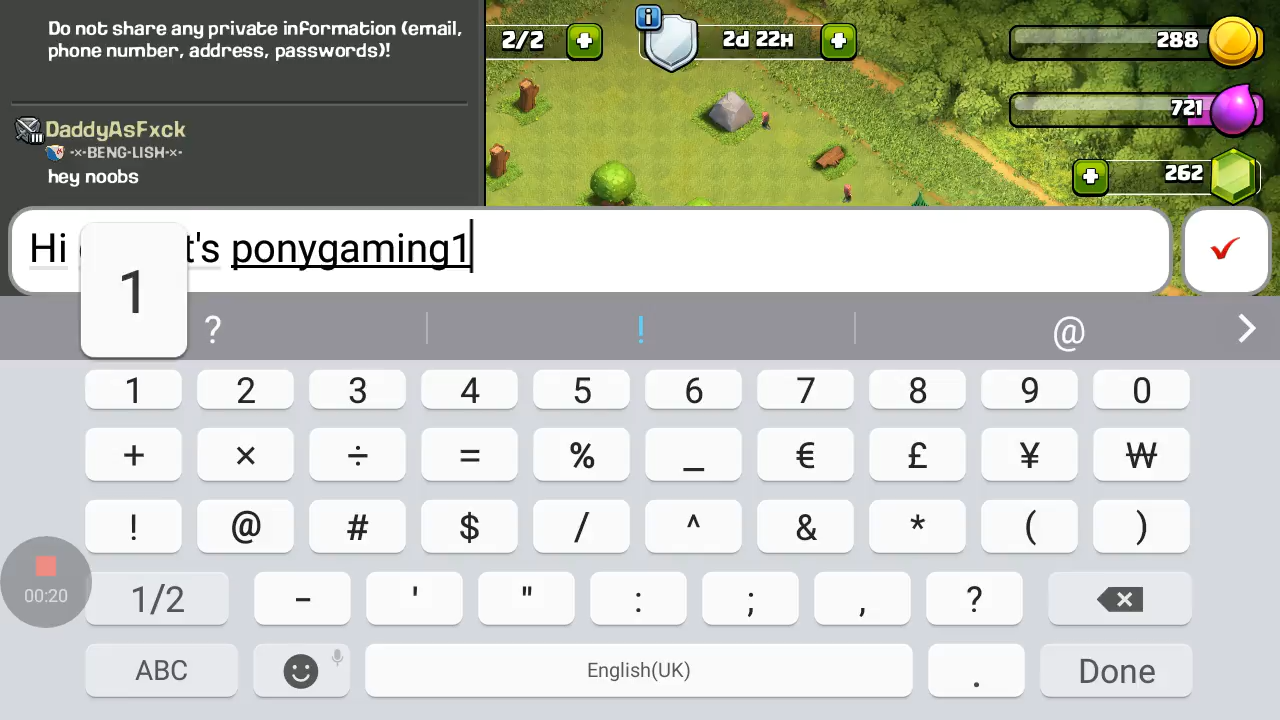 Do not share any private information (email,
phone number, address, passwords)!
DaddyAsFxck
-×-BENG-LISH-×-
hey noobs
2/2
2d 22H
288
721
262
Hi t's ponygaming1
1
? ! @
1 2 3 4 5 6 7 8 9 0
+ × ÷ = % _ € £ ¥ ₩
! @ # $ / ^ & * ( )
1/2 - ' " : ; , ?
00:20
ABC English(UK) . Done